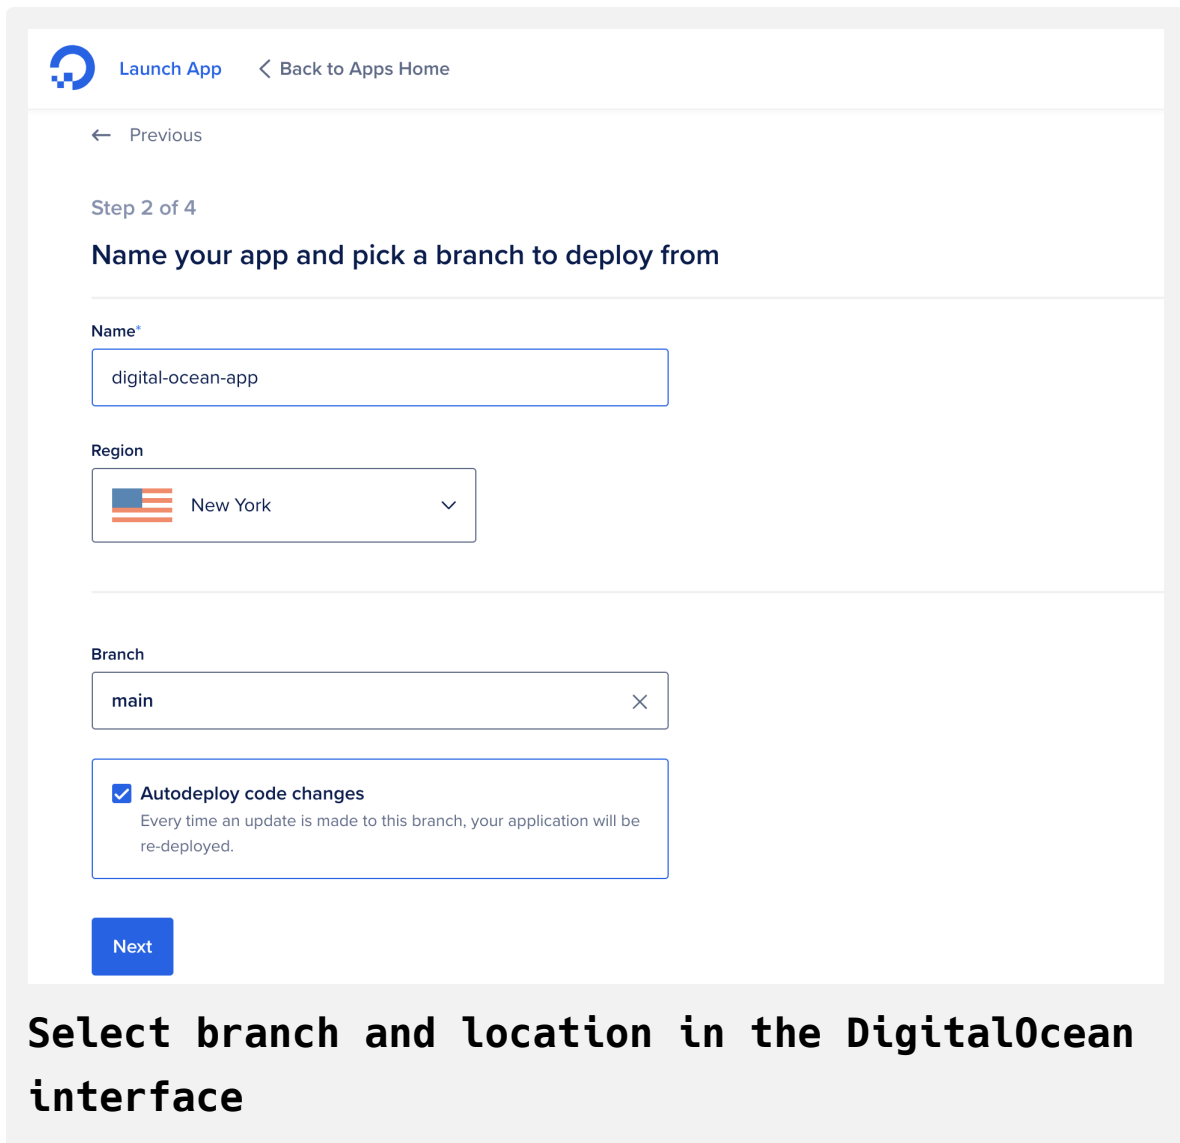 Launch App
Back to Apps Home
Previous
Step 2 of 4
Name your app and pick a branch to deploy from
Name*
digital-ocean-app
Region
New York
Branch
main
Autodeploy code changes
Every time an update is made to this branch, your application will be
re-deployed.
Next
Select branch and location in the DigitalOcean
interface